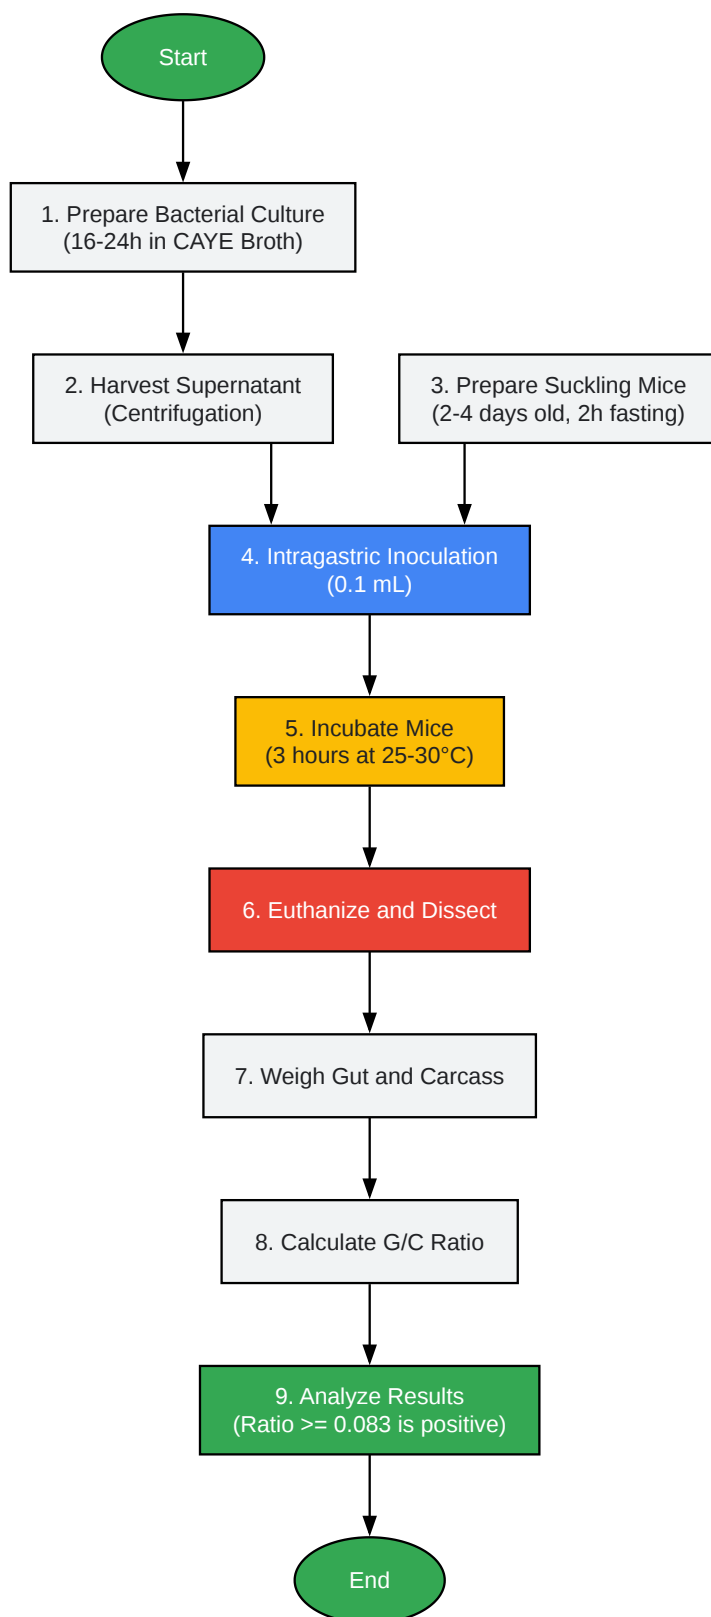 Start
1. Prepare Bacterial Culture
(16-24h in CAYE Broth)
2. Harvest Supernatant
(Centrifugation)
3. Prepare Suckling Mice
(2-4 days old, 2h fasting)
4. Intragastric Inoculation
(0.1 mL)
5. Incubate Mice
(3 hours at 25-30°C)
6. Euthanize and Dissect
7. Weigh Gut and Carcass
8. Calculate G/C Ratio
9. Analyze Results
(Ratio >= 0.083 is positive)
End